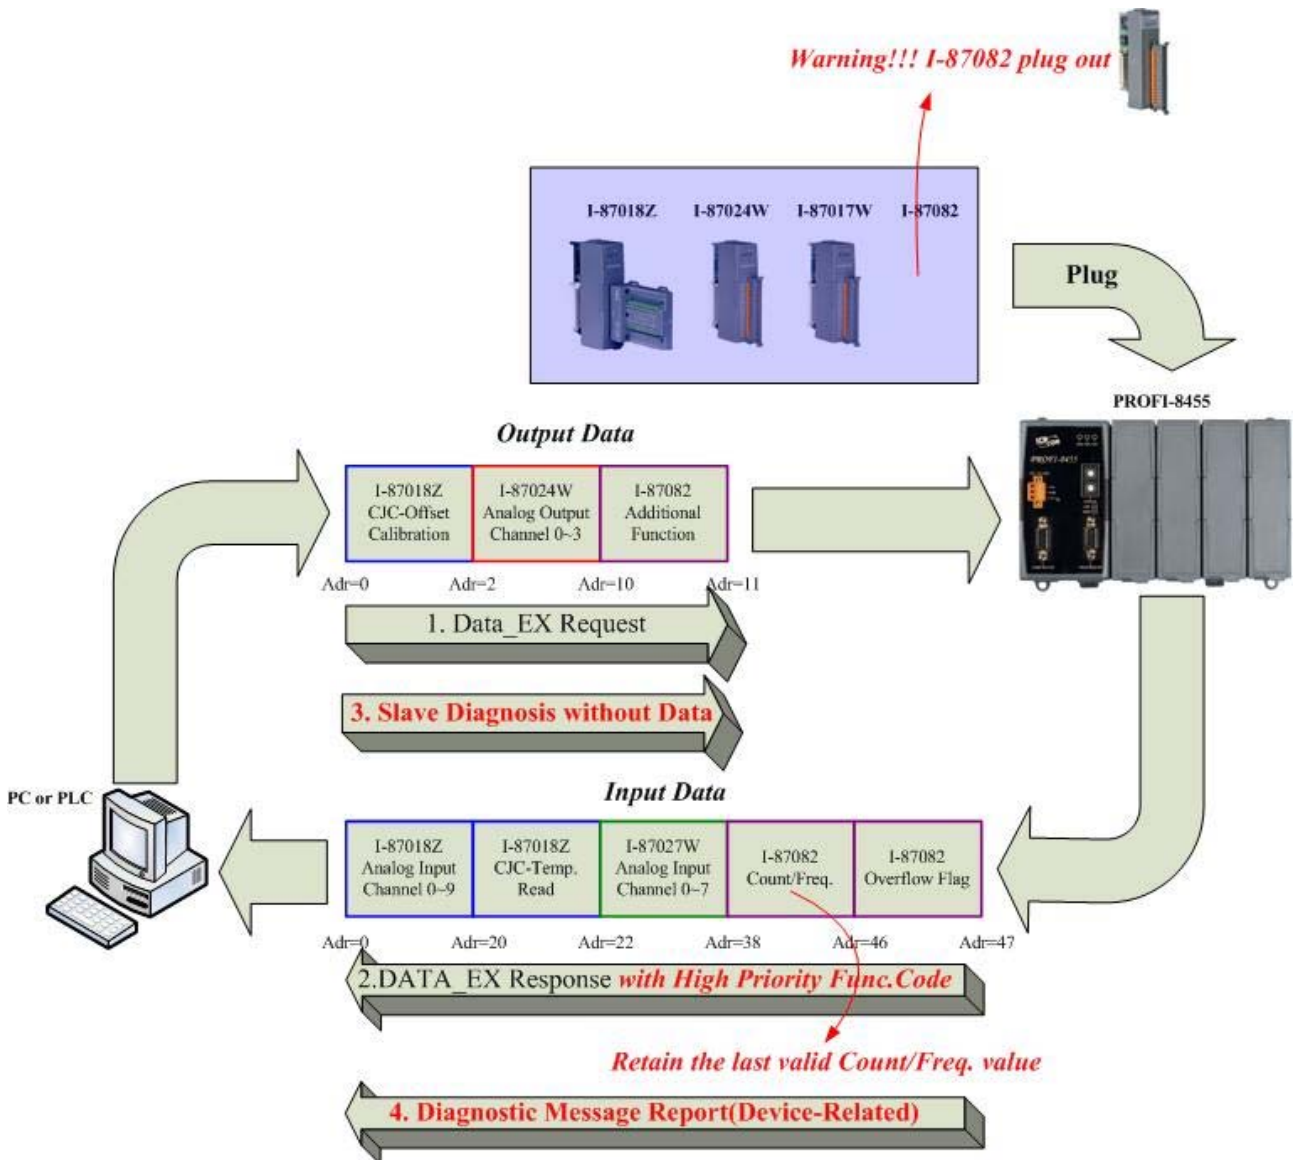 Warning!!! I-87082 plug out
I-87018Z I-87024W I-87017W I-87082
Plug
PROFI-8455
PROFI-8455
Output Data
I-87018Z
CJC-Offset
Calibration
I-87024W
Analog Output
Channel 0~3
I-87082
Additional
Function
Adr=0 Adr=2 Adr=10 Adr=11
1. Data_EX Request
3. Slave Diagnosis without Data
PC or PLC
Input Data
I-87018Z
Analog Input
Channel 0~9
I-87018Z
CJC-Temp.
Read
I-87027W
Analog Input
Channel 0~7
I-87082
Count/Freq.
I-87082
Overflow Flag
Adr=0 Adr=20 Adr=22 Adr=38 Adr=46 Adr=47
2.DATA_EX Response with High Priority Func.Code
Retain the last valid Count/Freq. value
4. Diagnostic Message Report(Device-Related)